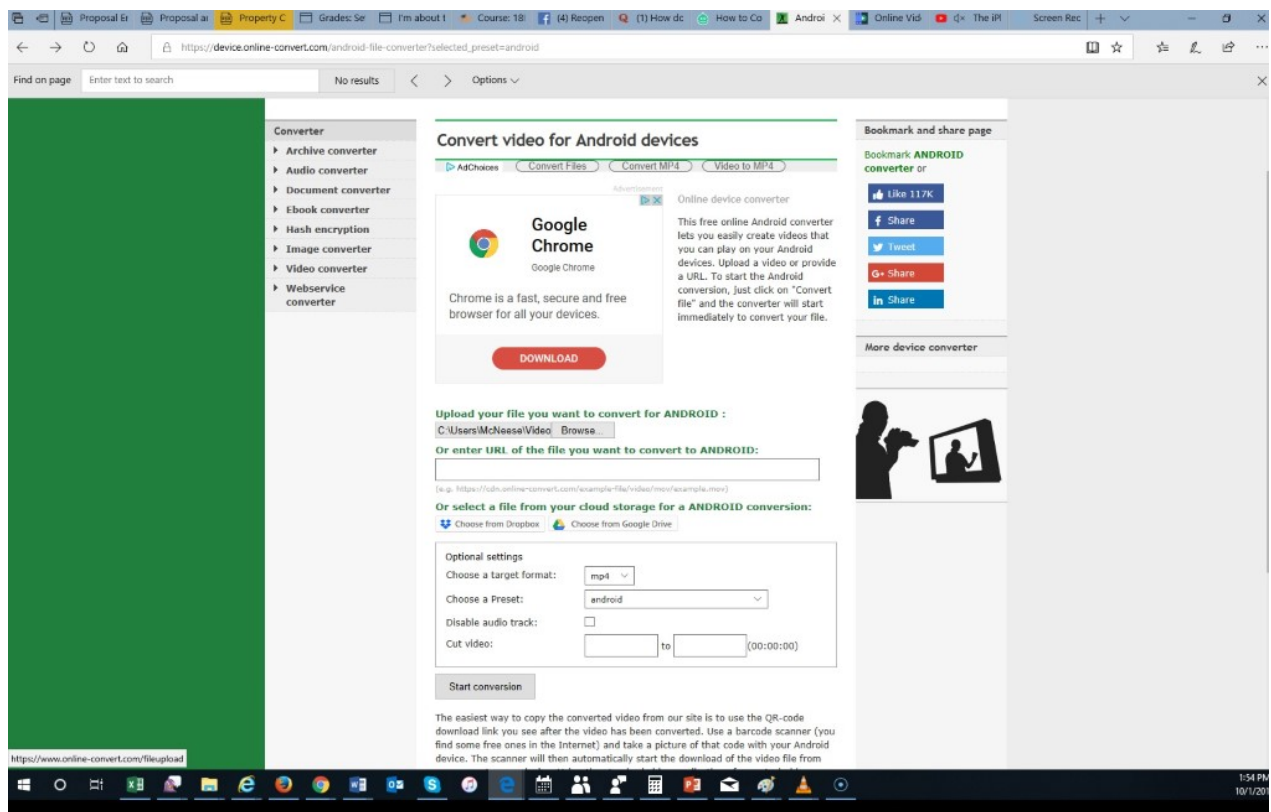 Proposal Er
Proposal ar
Property C
Grades: Se
I'm about t
Course: 18
(4) Reopen
(1) How dc
How to Co
Androi
Online Vid
The iPl
Screen Rec
https://device.online-convert.com/android-file-converter?selected_preset=android
Find on page
Enter text to search
No results
Options
Converter
Archive converter
Audio converter
Document converter
Ebook converter
Hash encryption
Image converter
Video converter
Webservice
converter
Convert video for Android devices
AdChoices
Convert Files
Convert MP4
Video to MP4
Advertisement
Google
Chrome
Google Chrome
Chrome is a fast, secure and free
browser for all your devices.
DOWNLOAD
Online device converter
This free online Android converter
lets you easily create videos that
you can play on your Android
devices. Upload a video or provide
a URL. To start the Android
conversion, just click on "Convert
file" and the converter will start
immediately to convert your file.
Upload your file you want to convert for ANDROID :
C:\Users\McNeese\Video Browse...
Or enter URL of the file you want to convert to ANDROID:
(e.g. https://cdn.online-convert.com/example-file/video/mov/example.mov)
Or select a file from your cloud storage for a ANDROID conversion:
Choose from Dropbox
Choose from Google Drive
Optional settings
Choose a target format: mp4
Choose a Preset: android
Disable audio track:
Cut video: to (00:00:00)
Start conversion
The easiest way to copy the converted video from our site is to use the QR-code
download link you see after the video has been converted. Use a barcode scanner (you
find some free ones in the Internet) and take a picture of that code with your Android
device. The scanner will then automatically start the download of the video file from
Bookmark and share page
Bookmark ANDROID
converter or
Like 117K
Share
Tweet
G+ Share
in Share
More device converter
https://www.online-convert.com/fileupload
1:54 PM
10/1/201